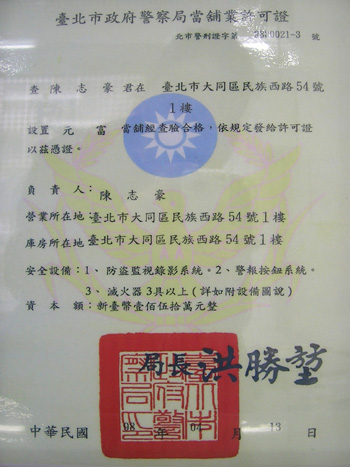 臺北市政府警察局當舖業許可證
北市警刑證字第 0021-3 號
查 陳 志 豪 君在 臺北市大同區民族西路54號
1樓
設置 元 富 當舖經查驗合格，依規定發給許可證
以茲憑證。
負 責 人：陳 志 豪
營業所在地：臺北市大同區民族西路54號1樓
庫房所在地：臺北市大同區民族西路54號1樓
安全設備：1、防盜監視錄影系統。2、警報按鈕系統。
3、滅火器3具以上（詳如附設備圖說）
資 本 額：新臺幣壹佰伍拾萬元整
局長 洪勝堃
中華民國 98 年 07 月 13 日